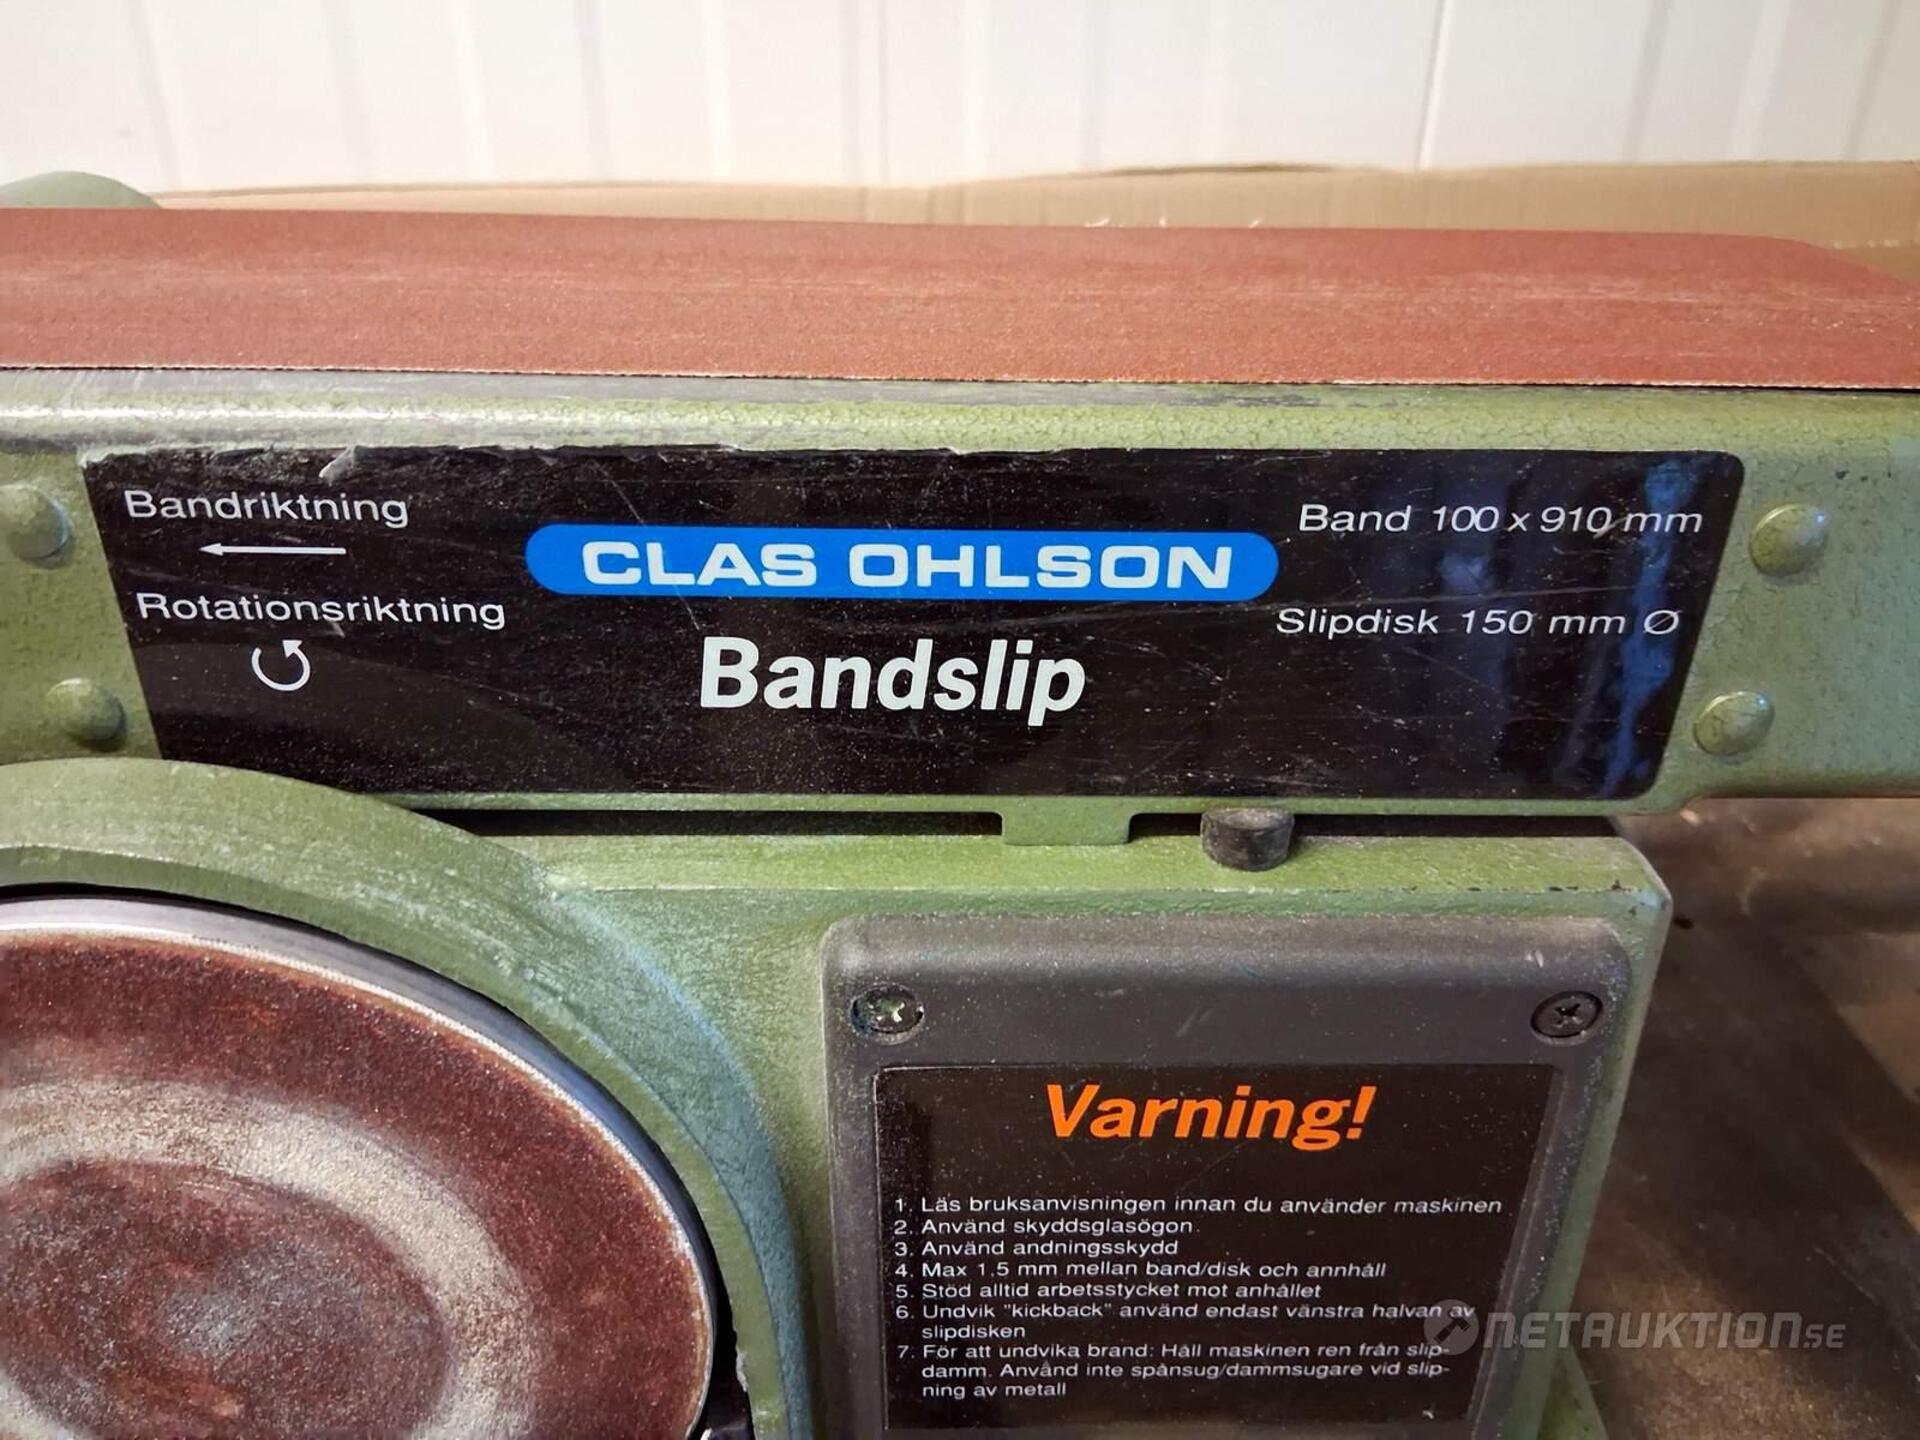 Bandriktning
Rotationsriktning
CLAS OHLSON
Bandslip
Band 100 x 910 mm
Slipdisk 150 mm Ø
Varning!
1. Läs bruksanvisningen innan du använder maskinen
2. Använd skyddsglasögon.
3. Använd andningsskydd
4. Max 1,5 mm mellan band/disk och annhåll
5. Stöd alltid arbetsstycket mot anhållet
6. Undvik "kickback" använd endast vänstra halvan av
slipdisken
7. För att undvika brand: Håll maskinen ren från slip-
damm. Använd inte spånsug/dammsugare vid slip-
ning av metall
NETAUKTION.SE